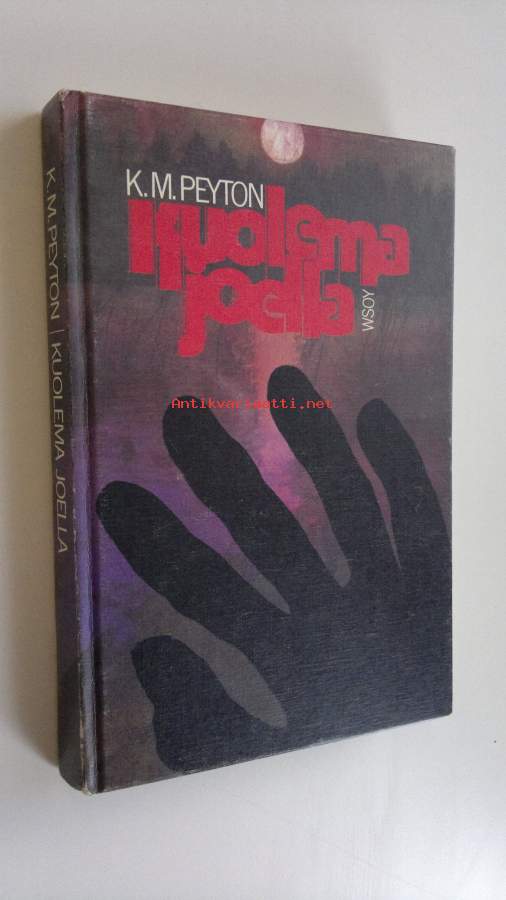 K. M. PEYTON
kuolema
joella
WSOY
K. M. PEYTON | KUOLEMA JOELLA
Antikvariaatti.net